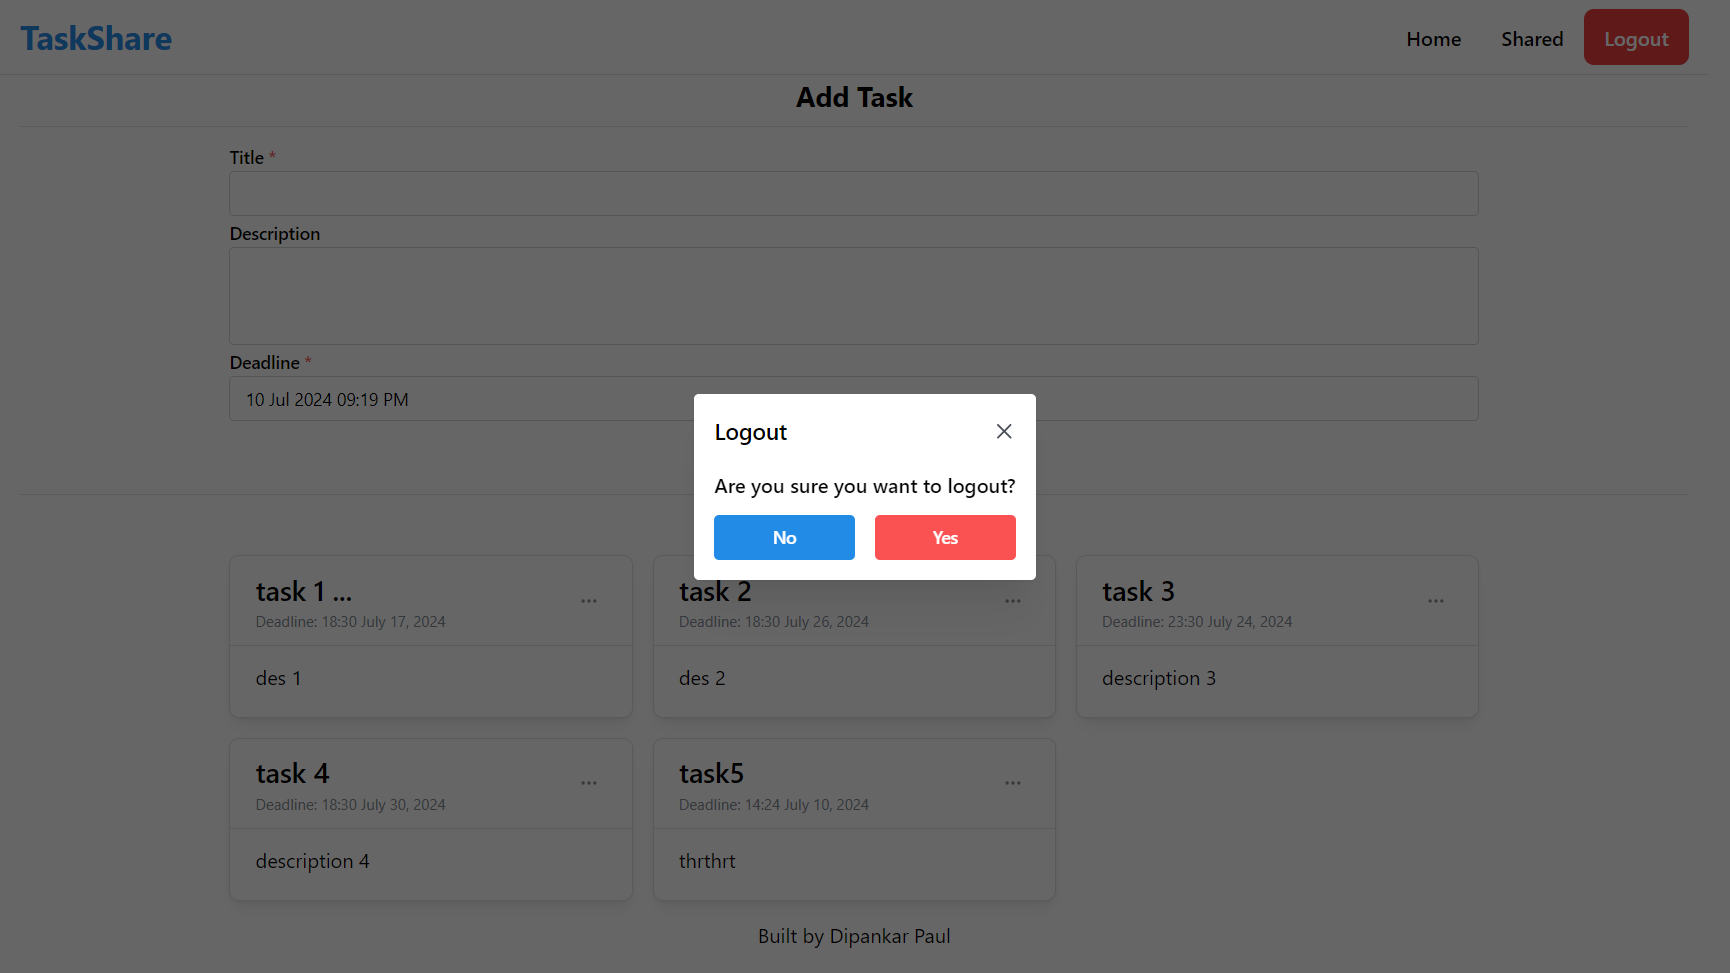 TaskShare
Home Shared Logout
Add Task
Title *
Description
Deadline *
10 Jul 2024 09:19 PM
Logout
Are you sure you want to logout?
No Yes
task 1 ...
Deadline: 18:30 July 17, 2024
des 1
task 2
Deadline: 18:30 July 26, 2024
des 2
task 3
Deadline: 23:30 July 24, 2024
description 3
task 4
Deadline: 18:30 July 30, 2024
description 4
task5
Deadline: 14:24 July 10, 2024
thrthrt
Built by Dipankar Paul